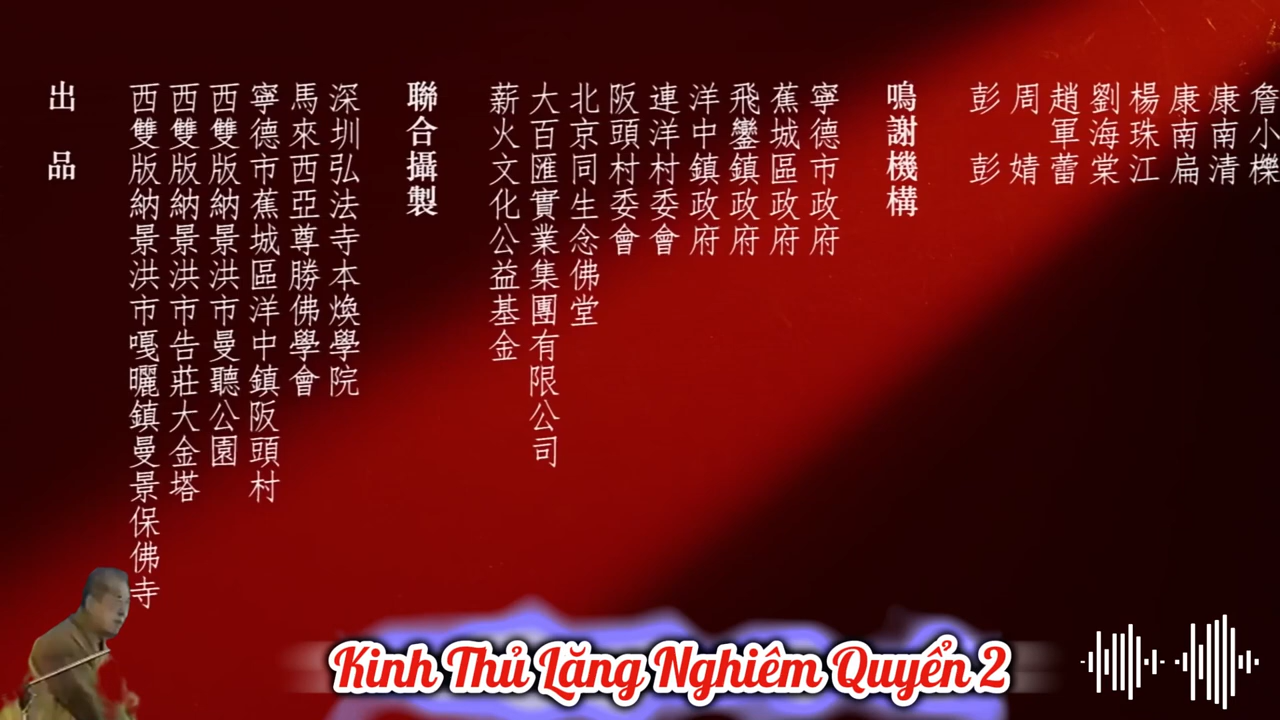 詹小櫟
康南清
康南扁
楊珠江
劉海棠
趙軍蕾
周婧
彭彭
鳴謝機構
寧德市政府
蕉城區政府
飛鸞鎮政府
洋中鎮政府
連洋村委會
阪頭村委會
北京同生念佛堂
大百匯實業集團有限公司
薪火文化公益基金
聯合攝製
深圳弘法寺本煥學院
馬來西亞尊勝佛學會
寧德市蕉城區洋中鎮阪頭村
西雙版納景洪市曼聽公園
西雙版納景洪市告莊大金塔
西雙版納景洪市嘎曬鎮曼景保佛寺
出品
Kinh Thủ Lăng Nghiêm Quyển 2